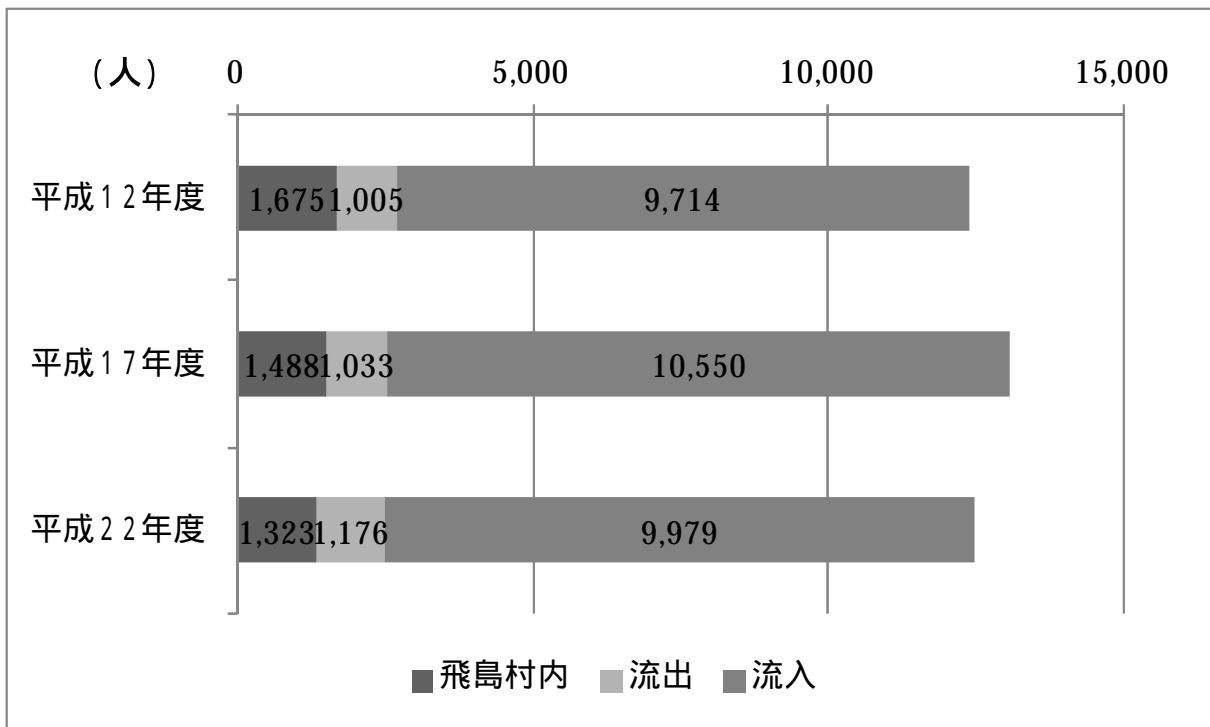 （人） 0 5,000 10,000 15,000
平成１２年度 1,675 1,005 9,714
平成１７年度 1,488 1,033 10,550
平成２２年度 1,323 1,176 9,979
飛島村内 流出 流入